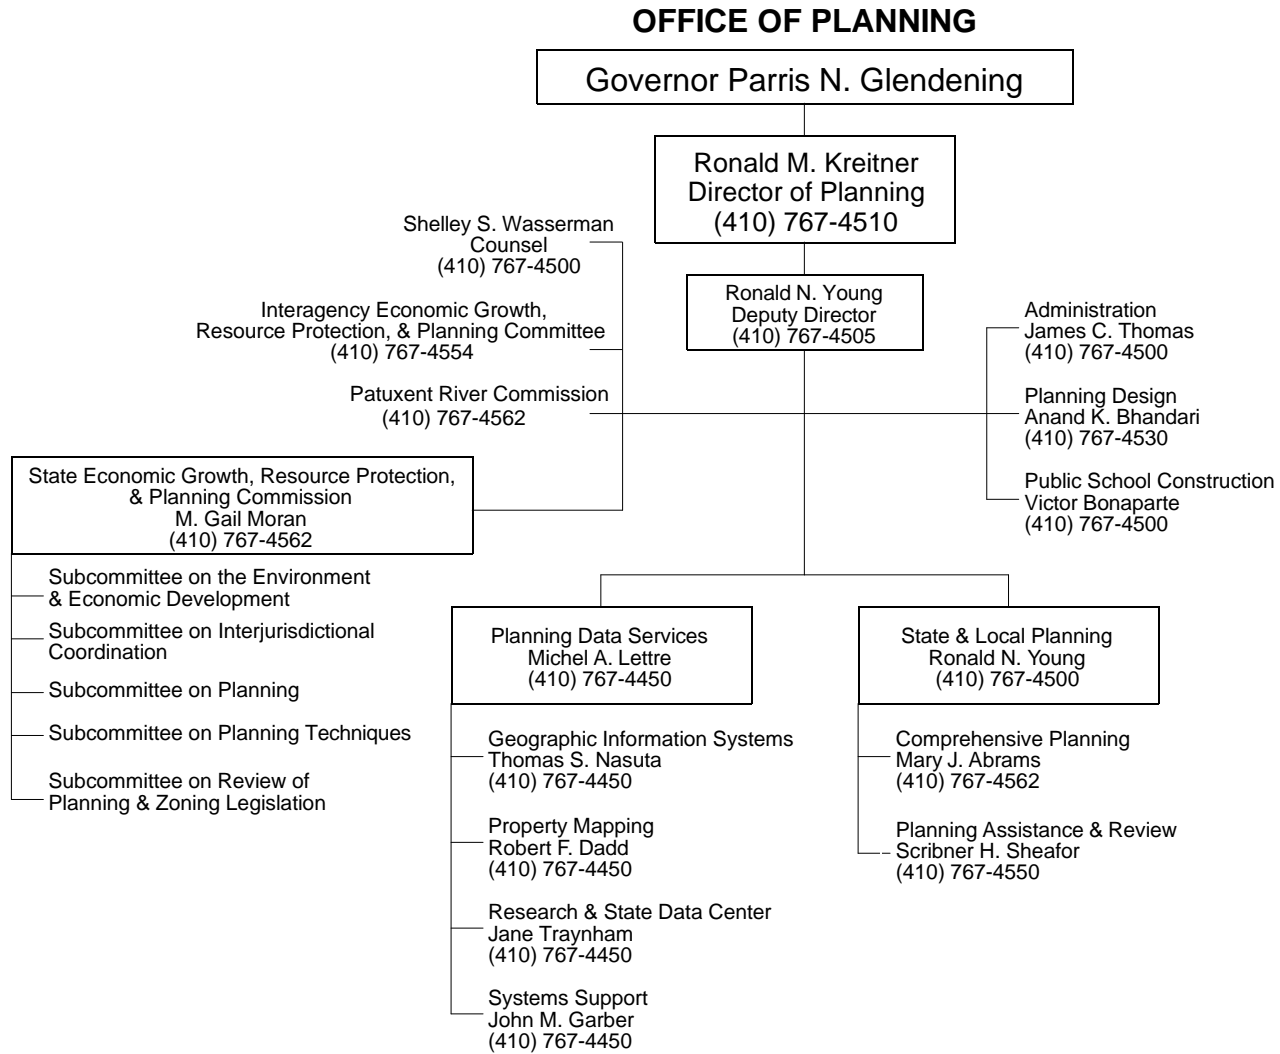 OFFICE OF PLANNING
Governor Parris N. Glendening
Ronald M. Kreitner
Director of Planning
(410) 767-4510
Shelley S. Wasserman
Counsel
(410) 767-4500
Interagency Economic Growth,
Resource Protection, & Planning Committee
(410) 767-4554
Patuxent River Commission
(410) 767-4562
Ronald N. Young
Deputy Director
(410) 767-4505
Administration
James C. Thomas
(410) 767-4500
Planning Design
Anand K. Bhandari
(410) 767-4530
Public School Construction
Victor Bonaparte
(410) 767-4500
State Economic Growth, Resource Protection,
& Planning Commission
M. Gail Moran
(410) 767-4562
Subcommittee on the Environment
& Economic Development
Subcommittee on Interjurisdictional
Coordination
Subcommittee on Planning
Subcommittee on Planning Techniques
Subcommittee on Review of
Planning & Zoning Legislation
Planning Data Services
Michel A. Lettre
(410) 767-4450
Geographic Information Systems
Thomas S. Nasuta
(410) 767-4450
Property Mapping
Robert F. Dadd
(410) 767-4450
Research & State Data Center
Jane Traynham
(410) 767-4450
Systems Support
John M. Garber
(410) 767-4450
State & Local Planning
Ronald N. Young
(410) 767-4500
Comprehensive Planning
Mary J. Abrams
(410) 767-4562
Planning Assistance & Review
Scribner H. Sheafor
(410) 767-4550